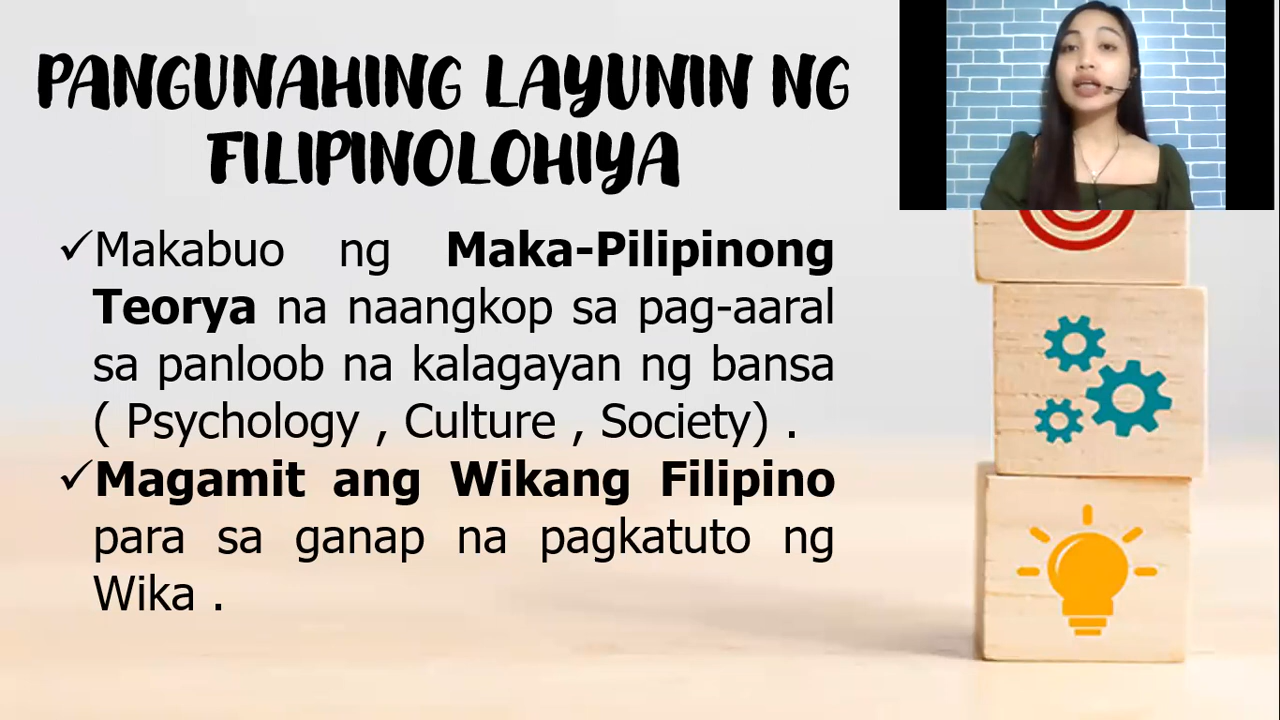 PANGUNAHING LAYUNIN NG
FILIPINOLOHIYA
✓Makabuo ng Maka-Pilipinong
Teorya na naangkop sa pag-aaral
sa panloob na kalagayan ng bansa
( Psychology , Culture , Society) .
✓Magamit ang Wikang Filipino
para sa ganap na pagkatuto ng
Wika .